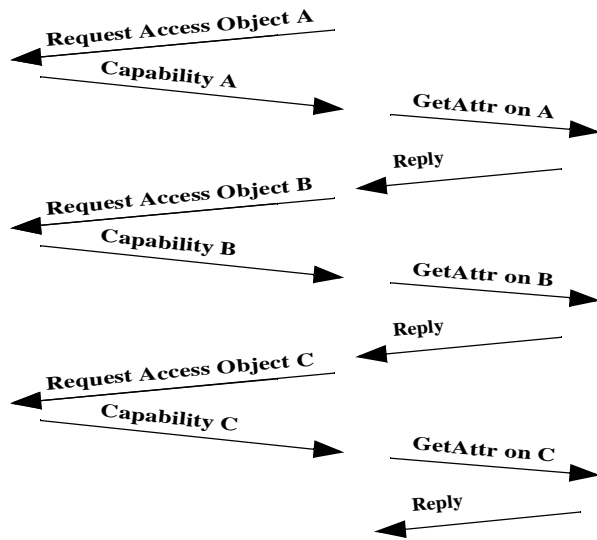 Request Access Object A
Capability A
GetAttr on A
Reply
Request Access Object B
Capability B
GetAttr on B
Reply
Request Access Object C
Capability C
GetAttr on C
Reply